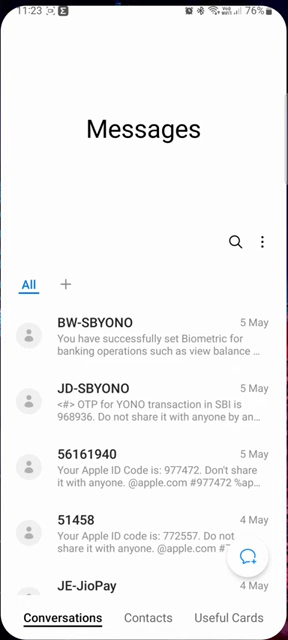 11:23
76%
Messages
All
BW-SBYONO 5 May
You have successfully set Biometric for
banking operations such as view balance ...
JD-SBYONO 5 May
<#> OTP for YONO transaction in SBI is
968936. Do not share it with anyone by an...
56161940 5 May
Your Apple ID Code is: 977472. Don't share
it with anyone. @apple.com #977472 %ap...
51458 4 May
Your Apple ID code is: 772557. Do not
share it with anyone. @apple.com #7
JE-JioPay 4 May
Conversations Contacts Useful Cards